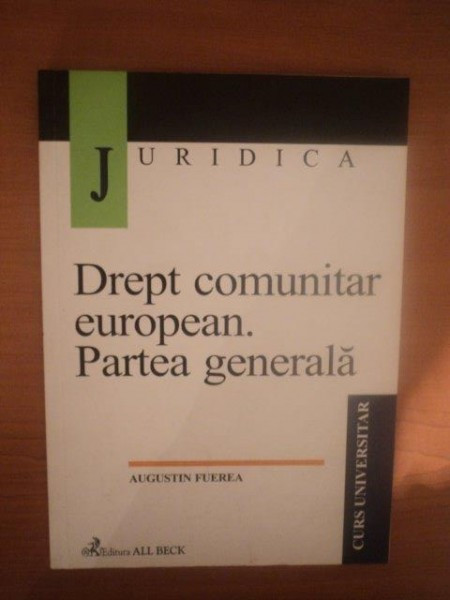 JURIDICA
Drept comunitar
european.
Partea generală
AUGUSTIN FUEREA
CURS UNIVERSITAR
Editura ALL BECK